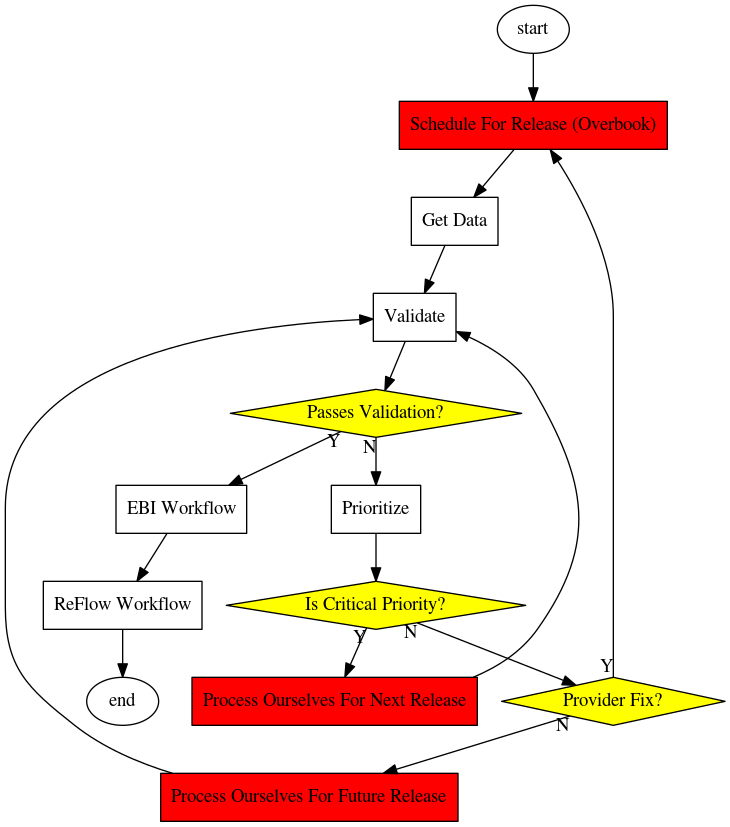 start
Schedule For Release (Overbook)
Get Data
Validate
Passes Validation?
Y
N
EBI Workflow
Prioritize
ReFlow Workflow
Is Critical Priority?
Y
N
Y
end
Process Ourselves For Next Release
Provider Fix?
N
Process Ourselves For Future Release